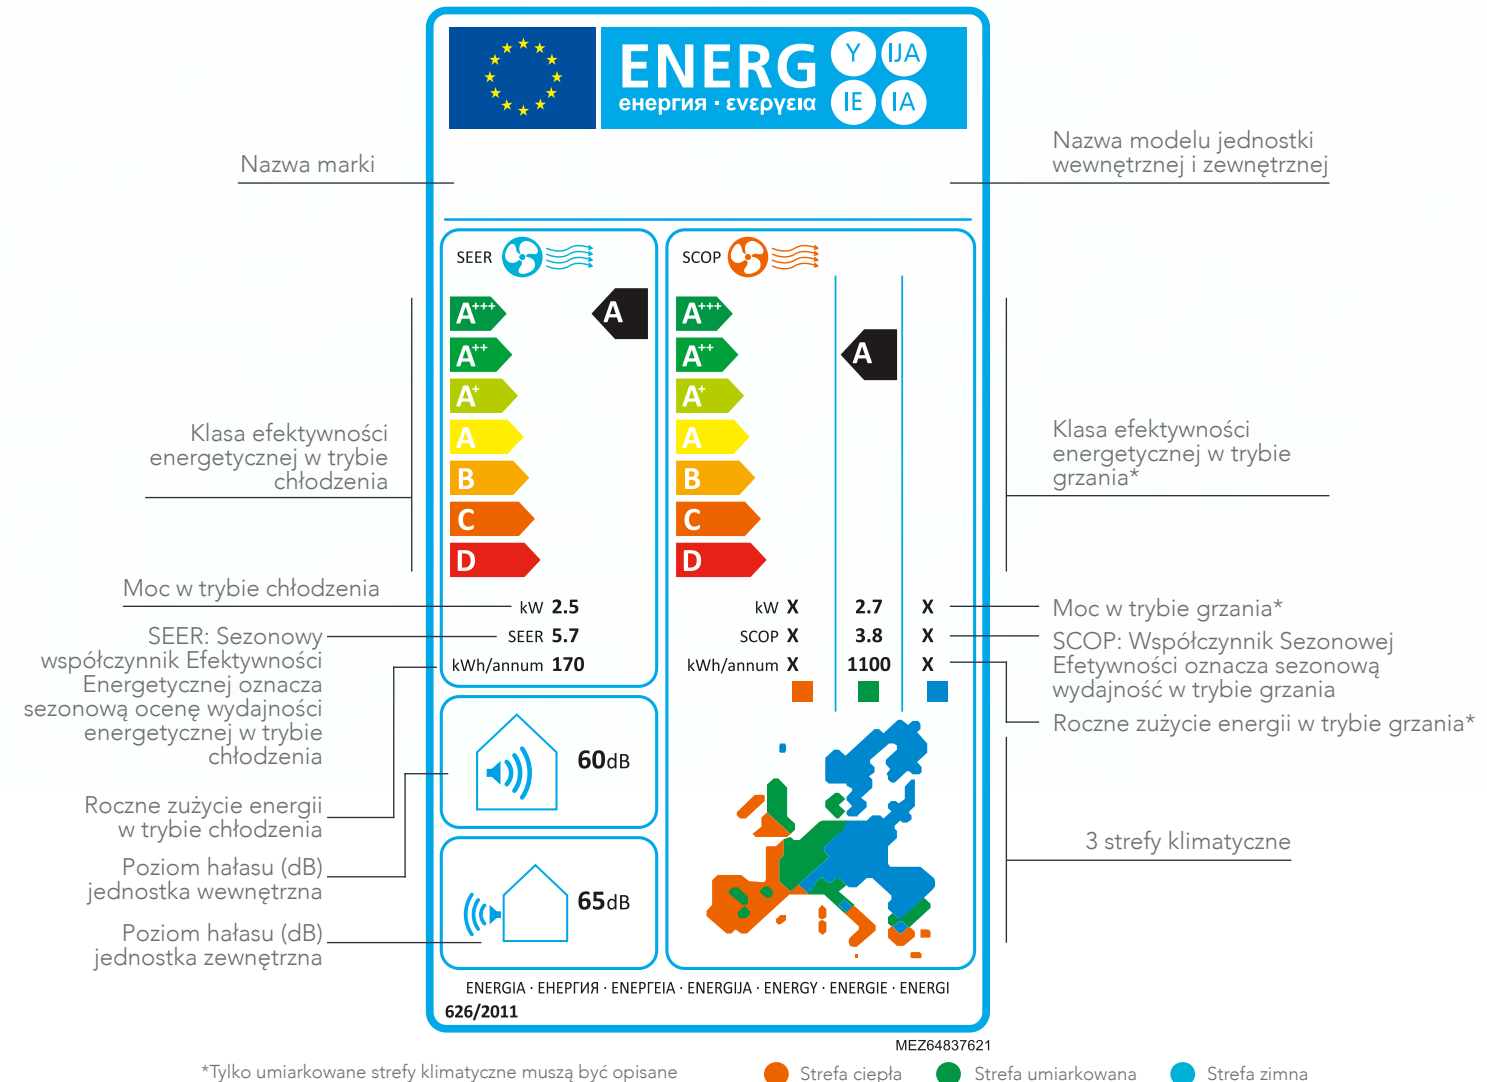 ENERG
енергия · ενεργεια
Y IJA
IE IA
Nazwa marki
Nazwa modelu jednostki
wewnętrznej i zewnętrznej
SEER
SCOP
A+++
A
A++
A+
A
B
C
D
A+++
A++
A
A+
A
B
C
D
Klasa efektywności
energetycznej w trybie
chłodzenia
Klasa efektywności
energetycznej w trybie
grzania*
Moc w trybie chłodzenia
kW 2.5
SEER 5.7
kWh/annum 170
kW X 2.7 X
SCOP X 3.8 X
kWh/annum X 1100 X
Moc w trybie grzania*
SCOP: Współczynnik Sezonowej
Efetywności oznacza sezonową
wydajność w trybie grzania
Roczne zużycie energii w trybie grzania*
SEER: Sezonowy
współczynnik Efektywności
Energetycznej oznacza
sezonową ocenę wydajności
energetycznej w trybie
chłodzenia
60dB
Roczne zużycie energii
w trybie chłodzenia
3 strefy klimatyczne
Poziom hałasu (dB)
jednostka wewnętrzna
65dB
Poziom hałasu (dB)
jednostka zewnętrzna
ENERGIA · ЕНЕРГИЯ · ΕΝΕΡΓΕΙΑ · ENERGIJA · ENERGY · ENERGIE · ENERGI
626/2011
MEZ64837621
*Tylko umiarkowane strefy klimatyczne muszą być opisane
Strefa ciepła
Strefa umiarkowana
Strefa zimna